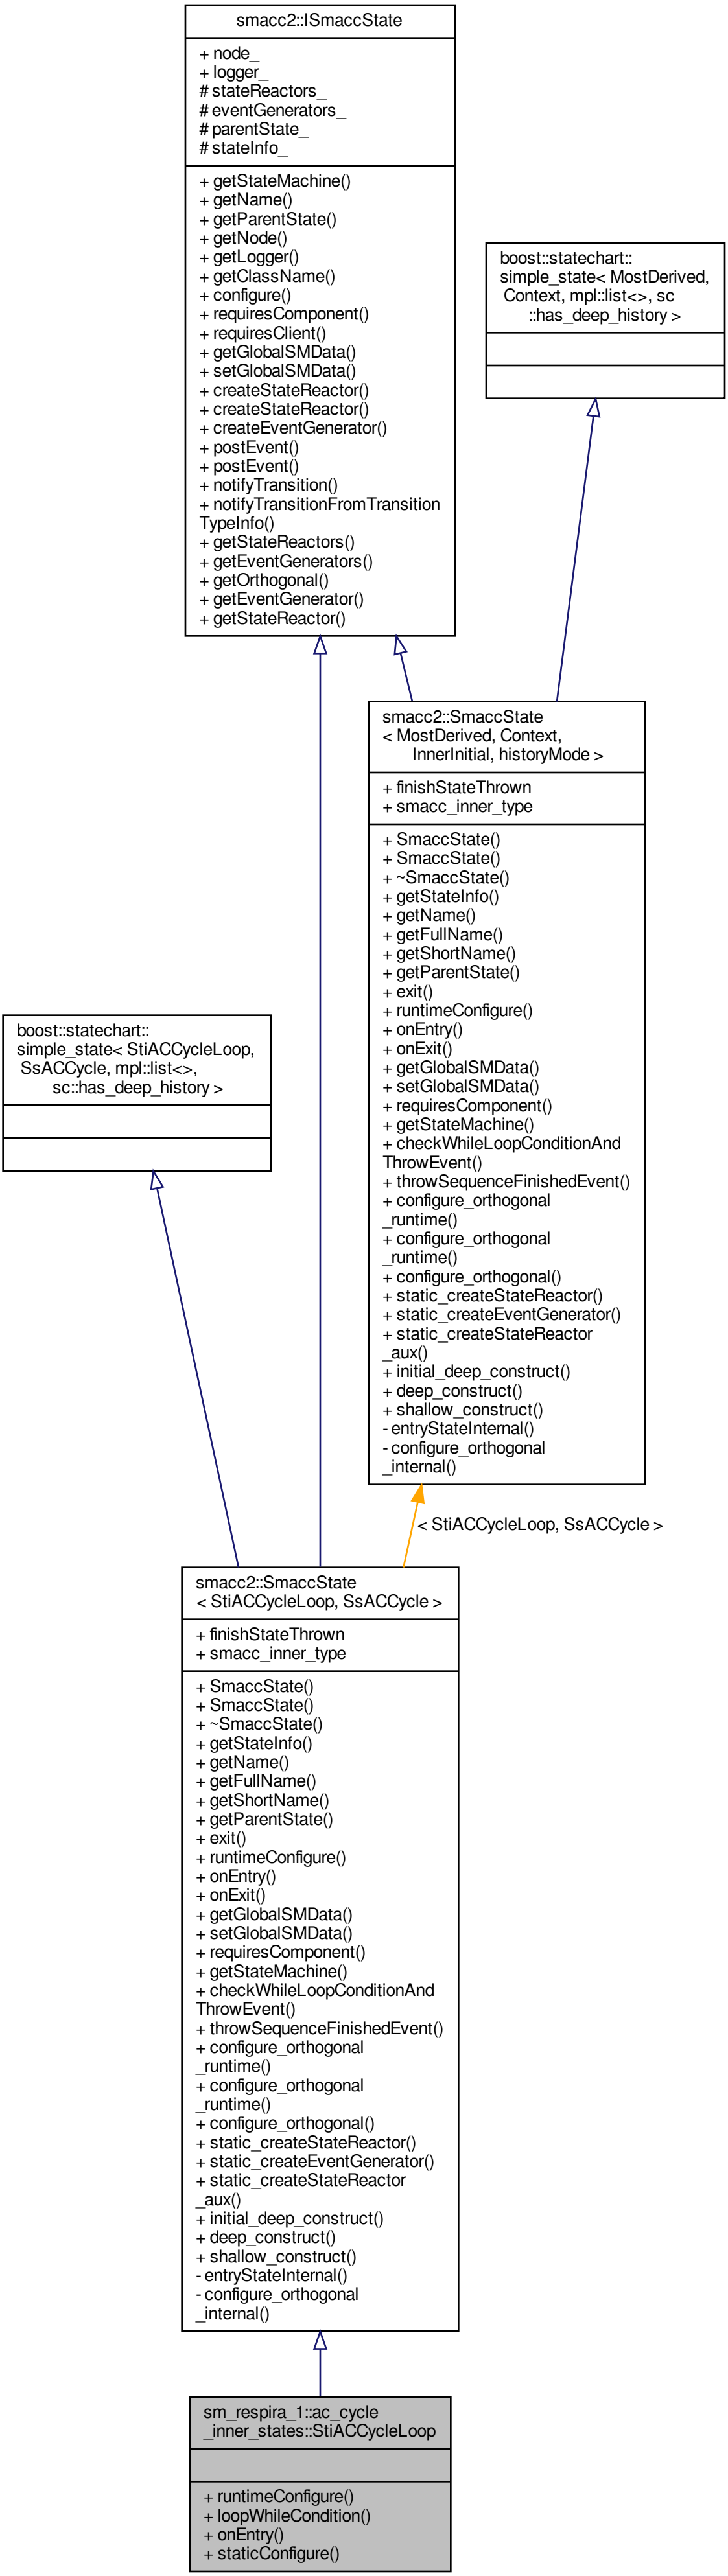 smacc2::ISmaccState
+ node_
+ logger_
# stateReactors_
# eventGenerators_
# parentState_
# stateInfo_
+ getStateMachine()
+ getName()
+ getParentState()
+ getNode()
+ getLogger()
+ getClassName()
+ configure()
+ requiresComponent()
+ requiresClient()
+ getGlobalSMData()
+ setGlobalSMData()
+ createStateReactor()
+ createStateReactor()
+ createEventGenerator()
+ postEvent()
+ postEvent()
+ notifyTransition()
+ notifyTransitionFromTransition
TypeInfo()
+ getStateReactors()
+ getEventGenerators()
+ getOrthogonal()
+ getEventGenerator()
+ getStateReactor()
boost::statechart::
simple_state< MostDerived,
Context, mpl::list<>, sc
::has_deep_history >
smacc2::SmaccState
< MostDerived, Context,
InnerInitial, historyMode >
+ finishStateThrown
+ smacc_inner_type
+ SmaccState()
+ SmaccState()
+ ~SmaccState()
+ getStateInfo()
+ getName()
+ getFullName()
+ getShortName()
+ getParentState()
+ exit()
+ runtimeConfigure()
+ onEntry()
+ onExit()
+ getGlobalSMData()
+ setGlobalSMData()
+ requiresComponent()
+ getStateMachine()
+ checkWhileLoopConditionAnd
ThrowEvent()
+ throwSequenceFinishedEvent()
+ configure_orthogonal
_runtime()
+ configure_orthogonal
_runtime()
+ configure_orthogonal()
+ static_createStateReactor()
+ static_createEventGenerator()
+ static_createStateReactor
_aux()
+ initial_deep_construct()
+ deep_construct()
+ shallow_construct()
- entryStateInternal()
- configure_orthogonal
_internal()
boost::statechart::
simple_state< StiACCycleLoop,
SsACCycle, mpl::list<>,
sc::has_deep_history >
< StiACCycleLoop, SsACCycle >
smacc2::SmaccState
< StiACCycleLoop, SsACCycle >
+ finishStateThrown
+ smacc_inner_type
+ SmaccState()
+ SmaccState()
+ ~SmaccState()
+ getStateInfo()
+ getName()
+ getFullName()
+ getShortName()
+ getParentState()
+ exit()
+ runtimeConfigure()
+ onEntry()
+ onExit()
+ getGlobalSMData()
+ setGlobalSMData()
+ requiresComponent()
+ getStateMachine()
+ checkWhileLoopConditionAnd
ThrowEvent()
+ throwSequenceFinishedEvent()
+ configure_orthogonal
_runtime()
+ configure_orthogonal
_runtime()
+ configure_orthogonal()
+ static_createStateReactor()
+ static_createEventGenerator()
+ static_createStateReactor
_aux()
+ initial_deep_construct()
+ deep_construct()
+ shallow_construct()
- entryStateInternal()
- configure_orthogonal
_internal()
sm_respira_1::ac_cycle
_inner_states::StiACCycleLoop
+ runtimeConfigure()
+ loopWhileCondition()
+ onEntry()
+ staticConfigure()